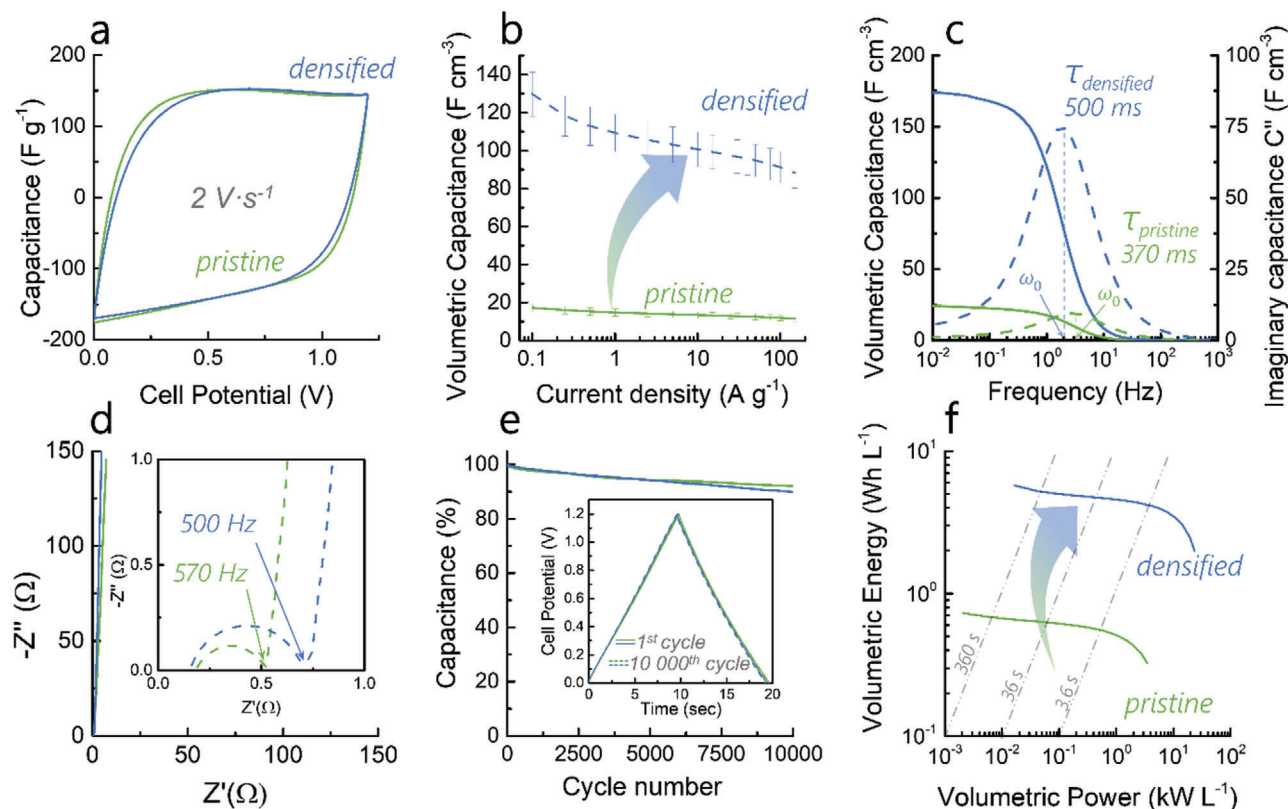 a
Capacitance (F g⁻¹)
200
100
0
-100
-200
densified
2 V·s⁻¹
pristine
0.0
0.5
1.0
Cell Potential (V)
b
Volumetric Capacitance (F cm⁻³)
140
120
100
80
60
40
20
0
densified
pristine
0.1
1
10
100
Current density (A g⁻¹)
c
Volumetric Capacitance (F cm⁻³)
200
150
100
50
0
τdensified
500 ms
τpristine
370 ms
ω₀
ω₀
100
75
50
25
0
Imaginary capacitance C'' (F cm⁻³)
10⁻²
10⁻¹
10⁰
10¹
10²
10³
Frequency (Hz)
d
-Z'' (Ω)
150
100
50
0
-Z'' (Ω)
1.0
0.5
0.0
500 Hz
570 Hz
0.0
0.5
1.0
Z'(Ω)
0
25
50
75
100
125
150
Z'(Ω)
e
Capacitance (%)
100
80
60
40
20
0
Cell Potential (V)
1.2
1.0
0.8
0.6
0.4
0.2
0.0
1st cycle
10 000th cycle
0
10
20
Time (sec)
0
2500
5000
7500
10000
Cycle number
f
Volumetric Energy (Wh L⁻¹)
10¹
10⁰
10⁻¹
densified
360 s
36 s
3.6 s
pristine
10⁻³
10⁻²
10⁻¹
10⁰
10¹
10²
Volumetric Power (kW L⁻¹)